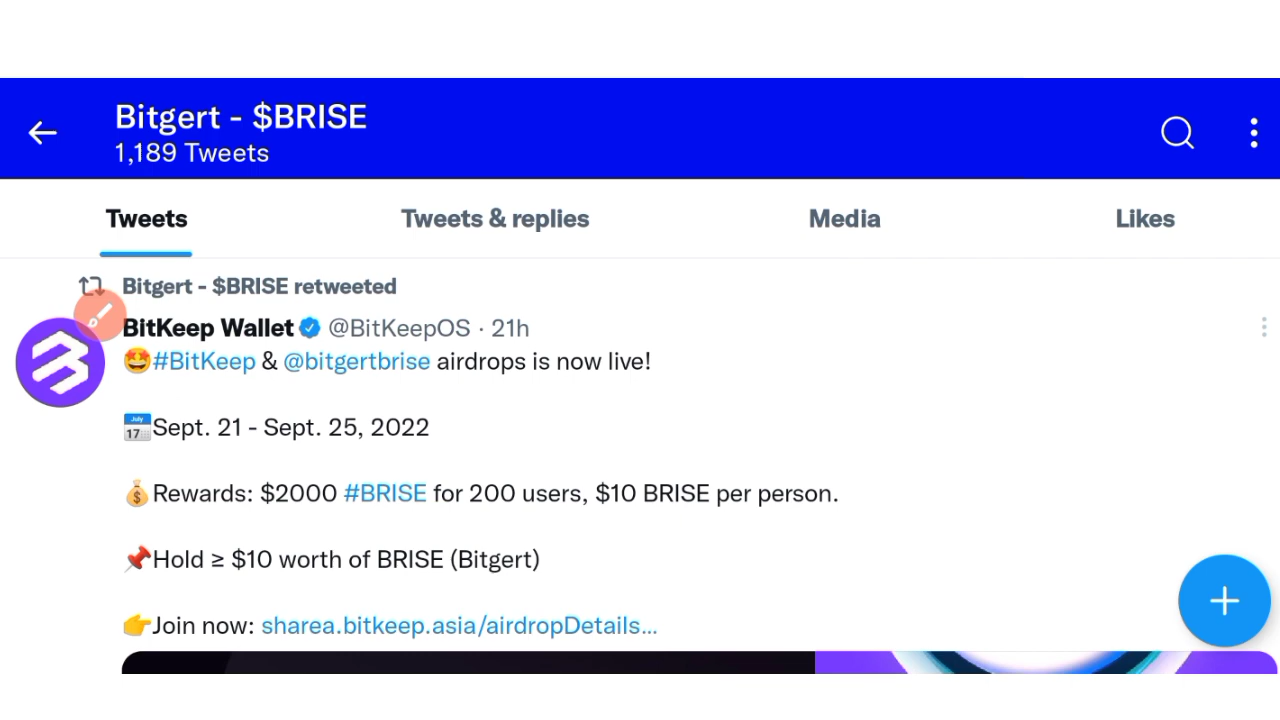 Bitgert - $BRISE
1,189 Tweets
Tweets Tweets & replies Media Likes
Bitgert - $BRISE retweeted
BitKeep Wallet @BitKeepOS · 21h
🤩#BitKeep & @bitgertbrise airdrops is now live!
📅Sept. 21 - Sept. 25, 2022
💰Rewards: $2000 #BRISE for 200 users, $10 BRISE per person.
📌Hold ≥ $10 worth of BRISE (Bitgert)
👉Join now: sharea.bitkeep.asia/airdropDetails...